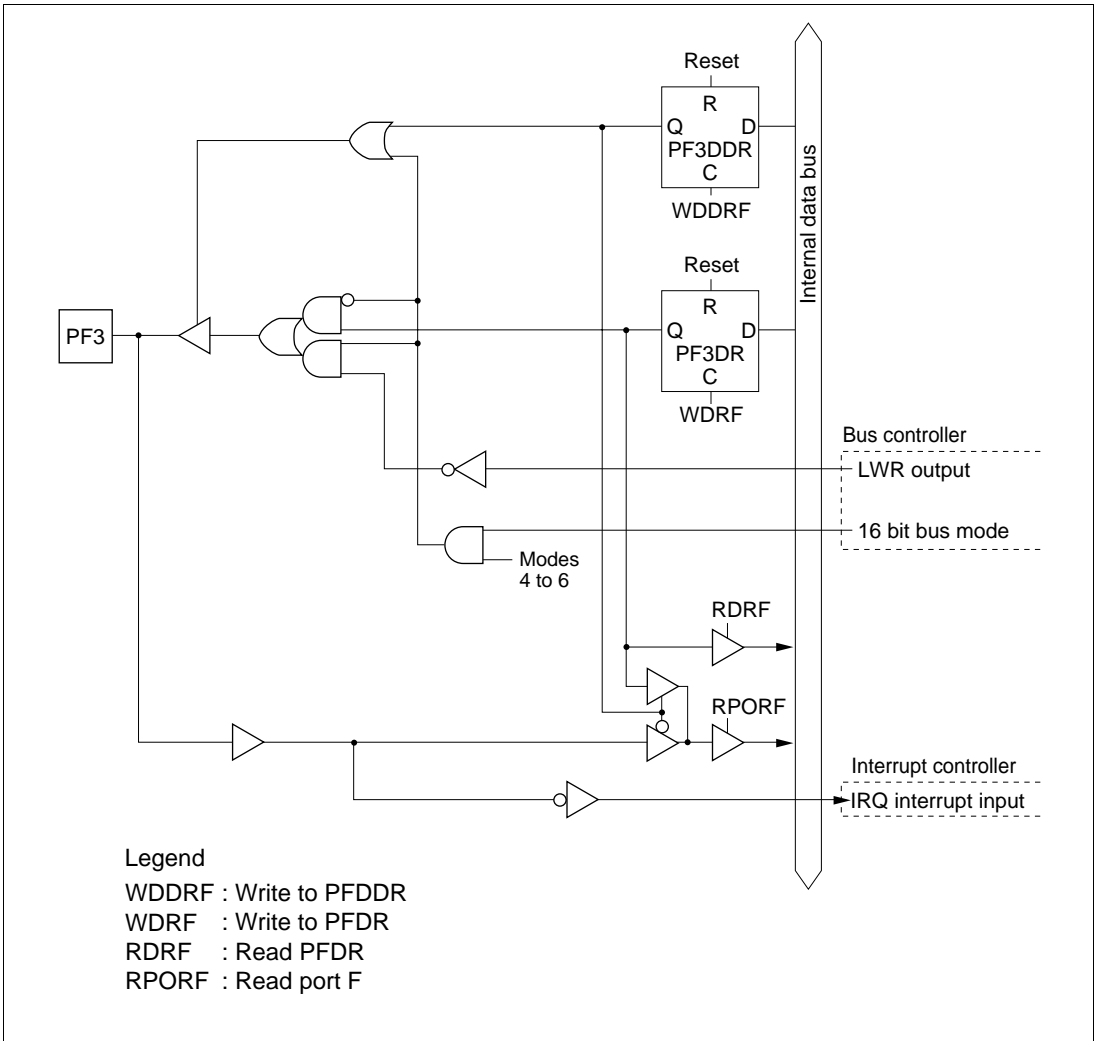 Reset
R
Q D
PF3DDR
C
WDDRF
Internal data bus
Reset
R
PF3
Q D
PF3DR
C
WDRF
Bus controller
LWR output
16 bit bus mode
Modes
4 to 6
RDRF
RPORF
Interrupt controller
IRQ interrupt input
Legend
WDDRF : Write to PFDDR
WDRF : Write to PFDR
RDRF : Read PFDR
RPORF : Read port F